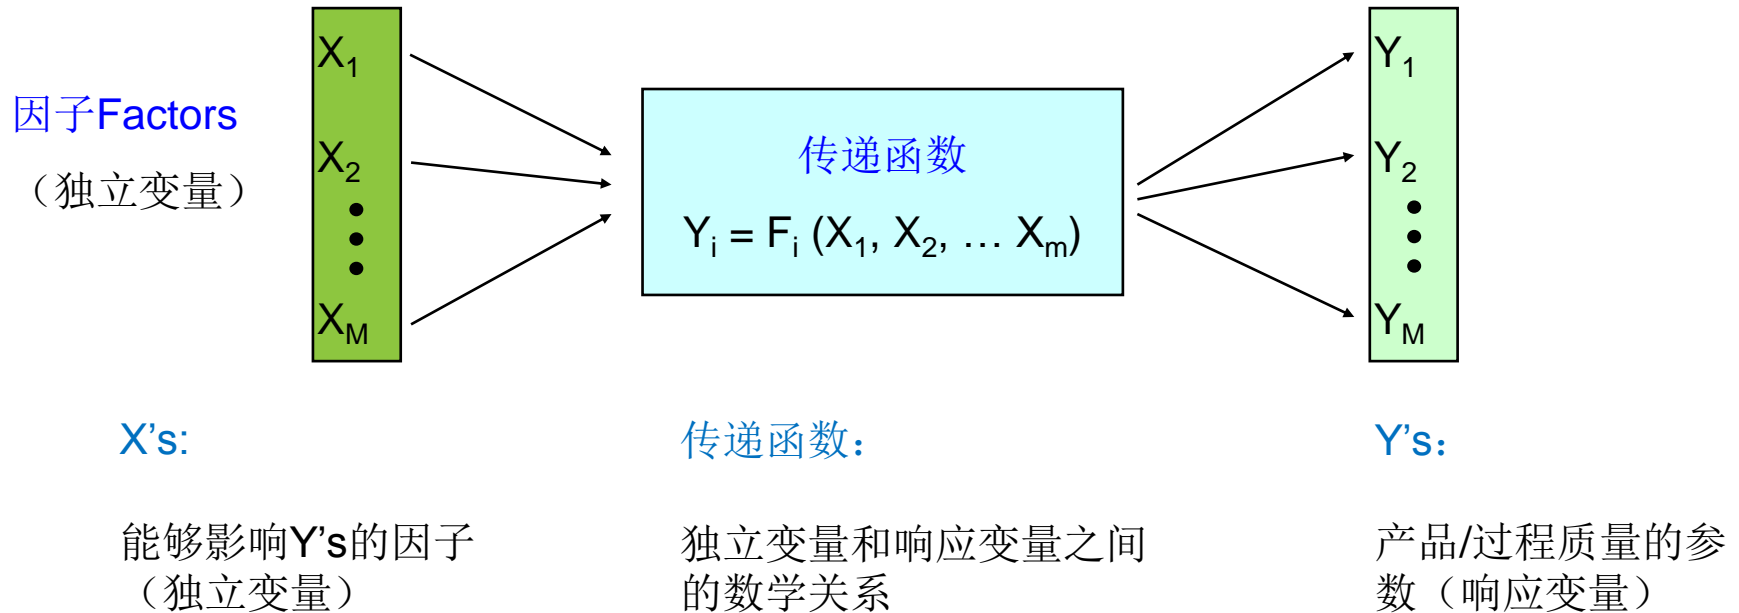 因子Factors
（独立变量）
X₁
X₂
X_M
传递函数
Yᵢ = Fᵢ (X₁, X₂, … Xₘ)
Y₁
Y₂
Y_M
X’s:
能够影响Y’s的因子
（独立变量）
传递函数：
独立变量和响应变量之间
的数学关系
Y’s：
产品/过程质量的参
数（响应变量）